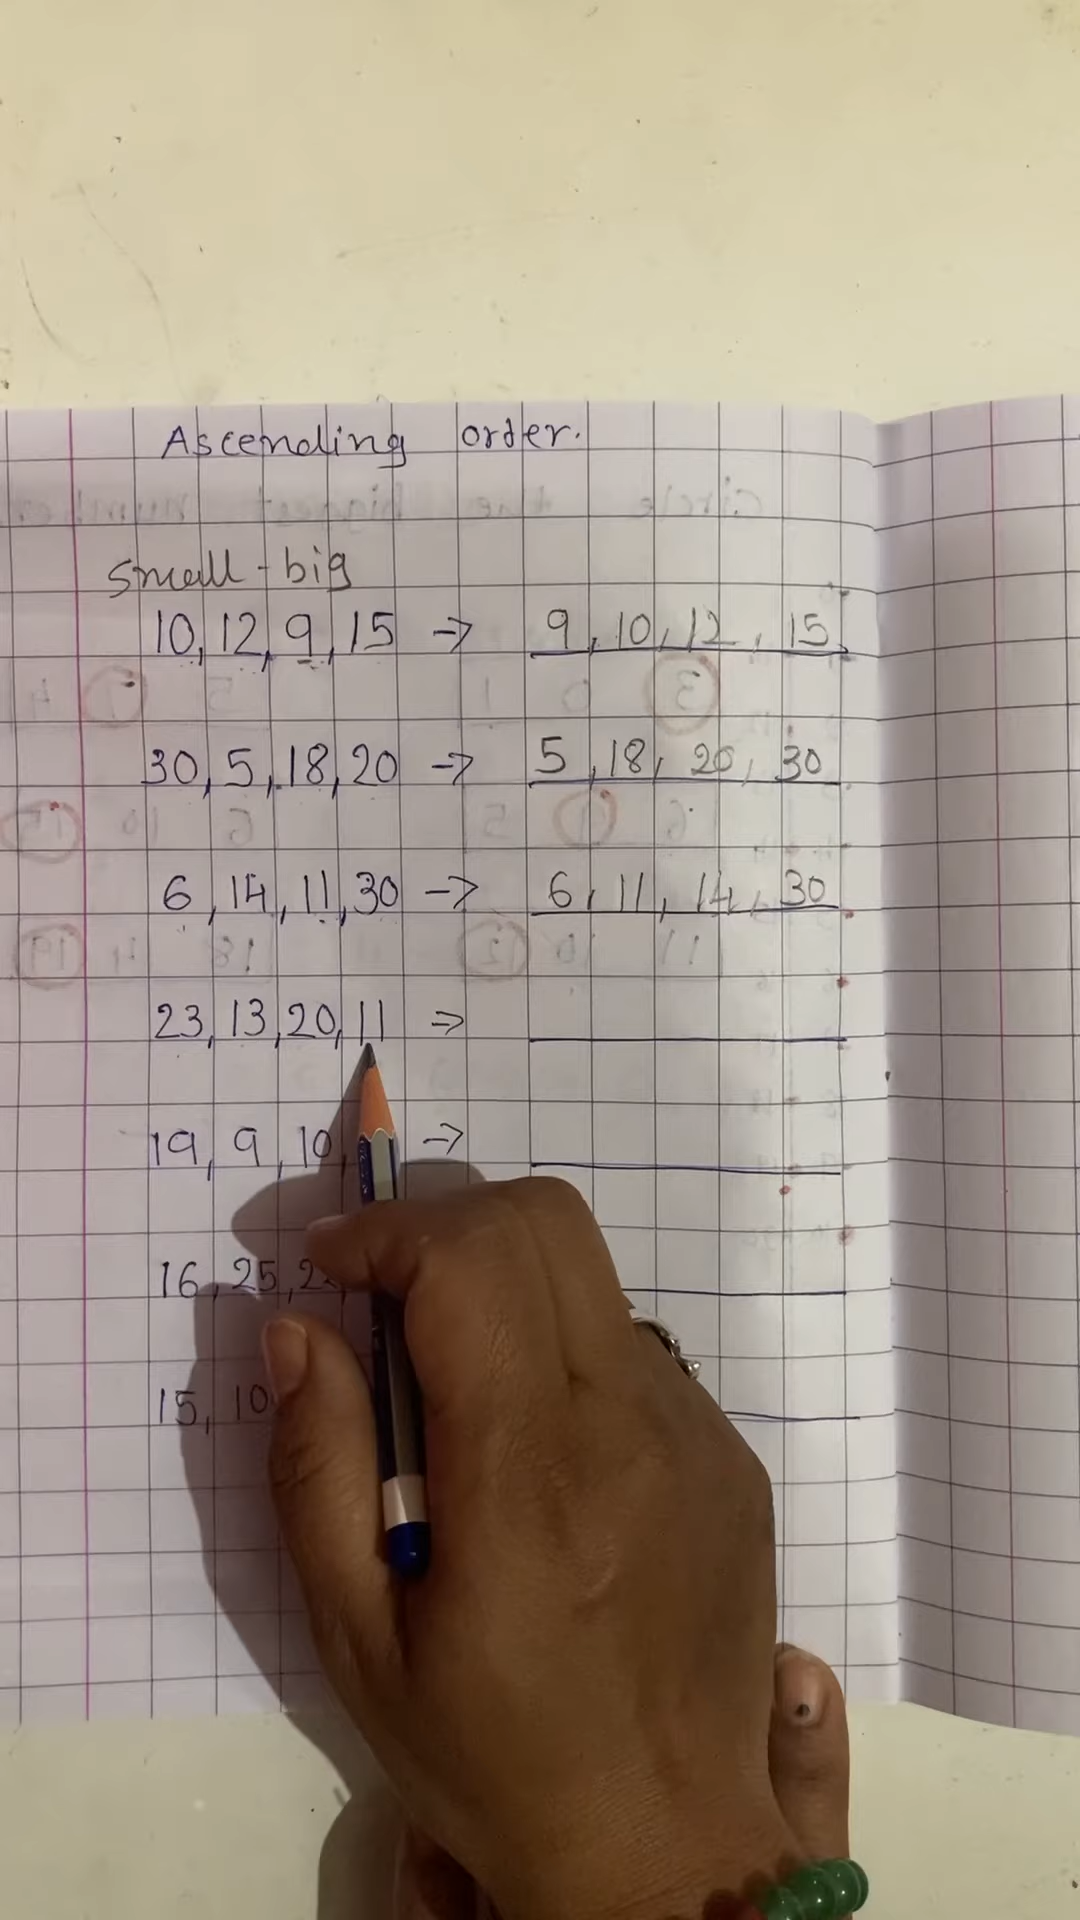 Ascending order.
Small - big
10, 12, 9, 15 → 9, 10, 12, 15
30, 5, 18, 20 → 5, 18, 20, 30
6, 14, 11, 30 → 6, 11, 14, 30
23, 13, 20, 11 ⇒
19, 9, 10, →
16, 25,
15, 10